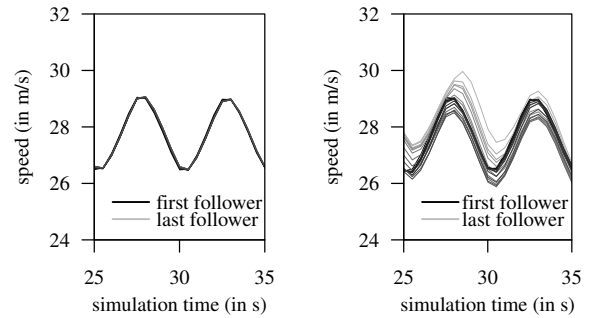 32
30
28
26
24
speed (in m/s)
first follower
last follower
25
30
35
simulation time (in s)
32
30
28
26
24
speed (in m/s)
first follower
last follower
25
30
35
simulation time (in s)